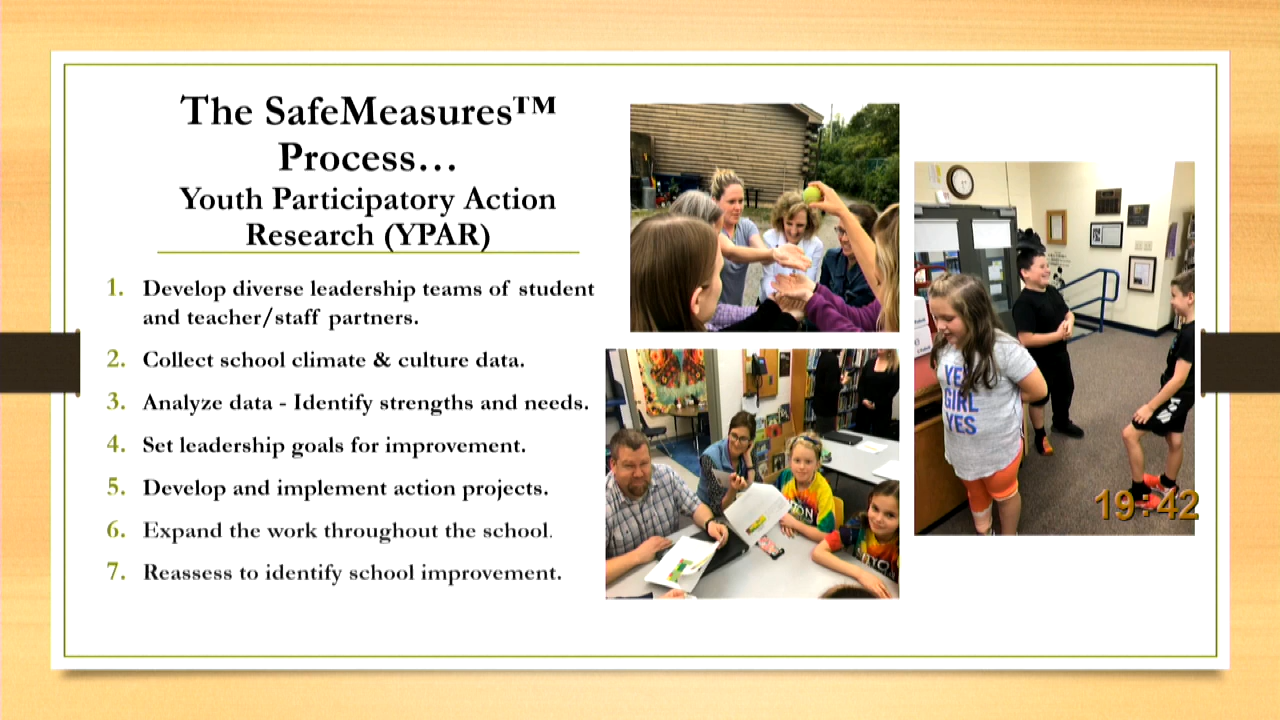 The SafeMeasures™
Process…
Youth Participatory Action
Research (YPAR)
1. Develop diverse leadership teams of student
and teacher/staff partners.
2. Collect school climate & culture data.
3. Analyze data - Identify strengths and needs.
4. Set leadership goals for improvement.
5. Develop and implement action projects.
6. Expand the work throughout the school.
7. Reassess to identify school improvement.
YES
GIRL
YES
19:42